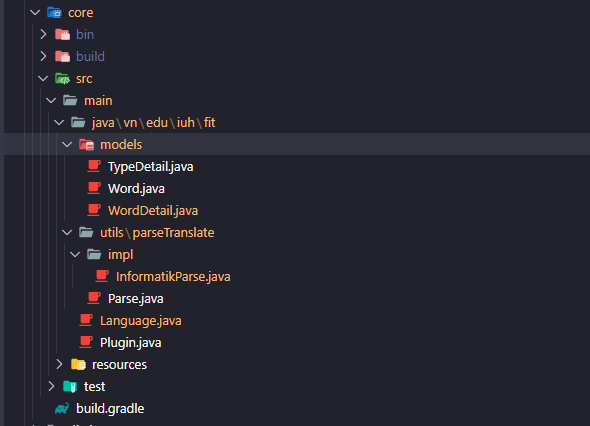 core
bin
build
src
main
java\vn\edu\iuh\fit
models
TypeDetail.java
Word.java
WordDetail.java
utils\parseTranslate
impl
InformatikParse.java
Parse.java
Language.java
Plugin.java
resources
test
build.gradle